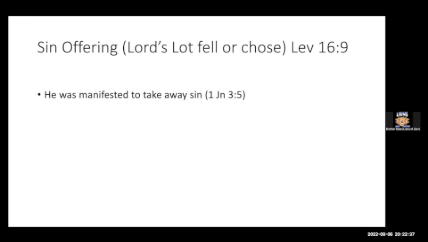 Sin Offering (Lord's Lot fell or chose) Lev 16:9
• He was manifested to take away sin (1 Jn 3:5)
2022-09-06 20:22:37